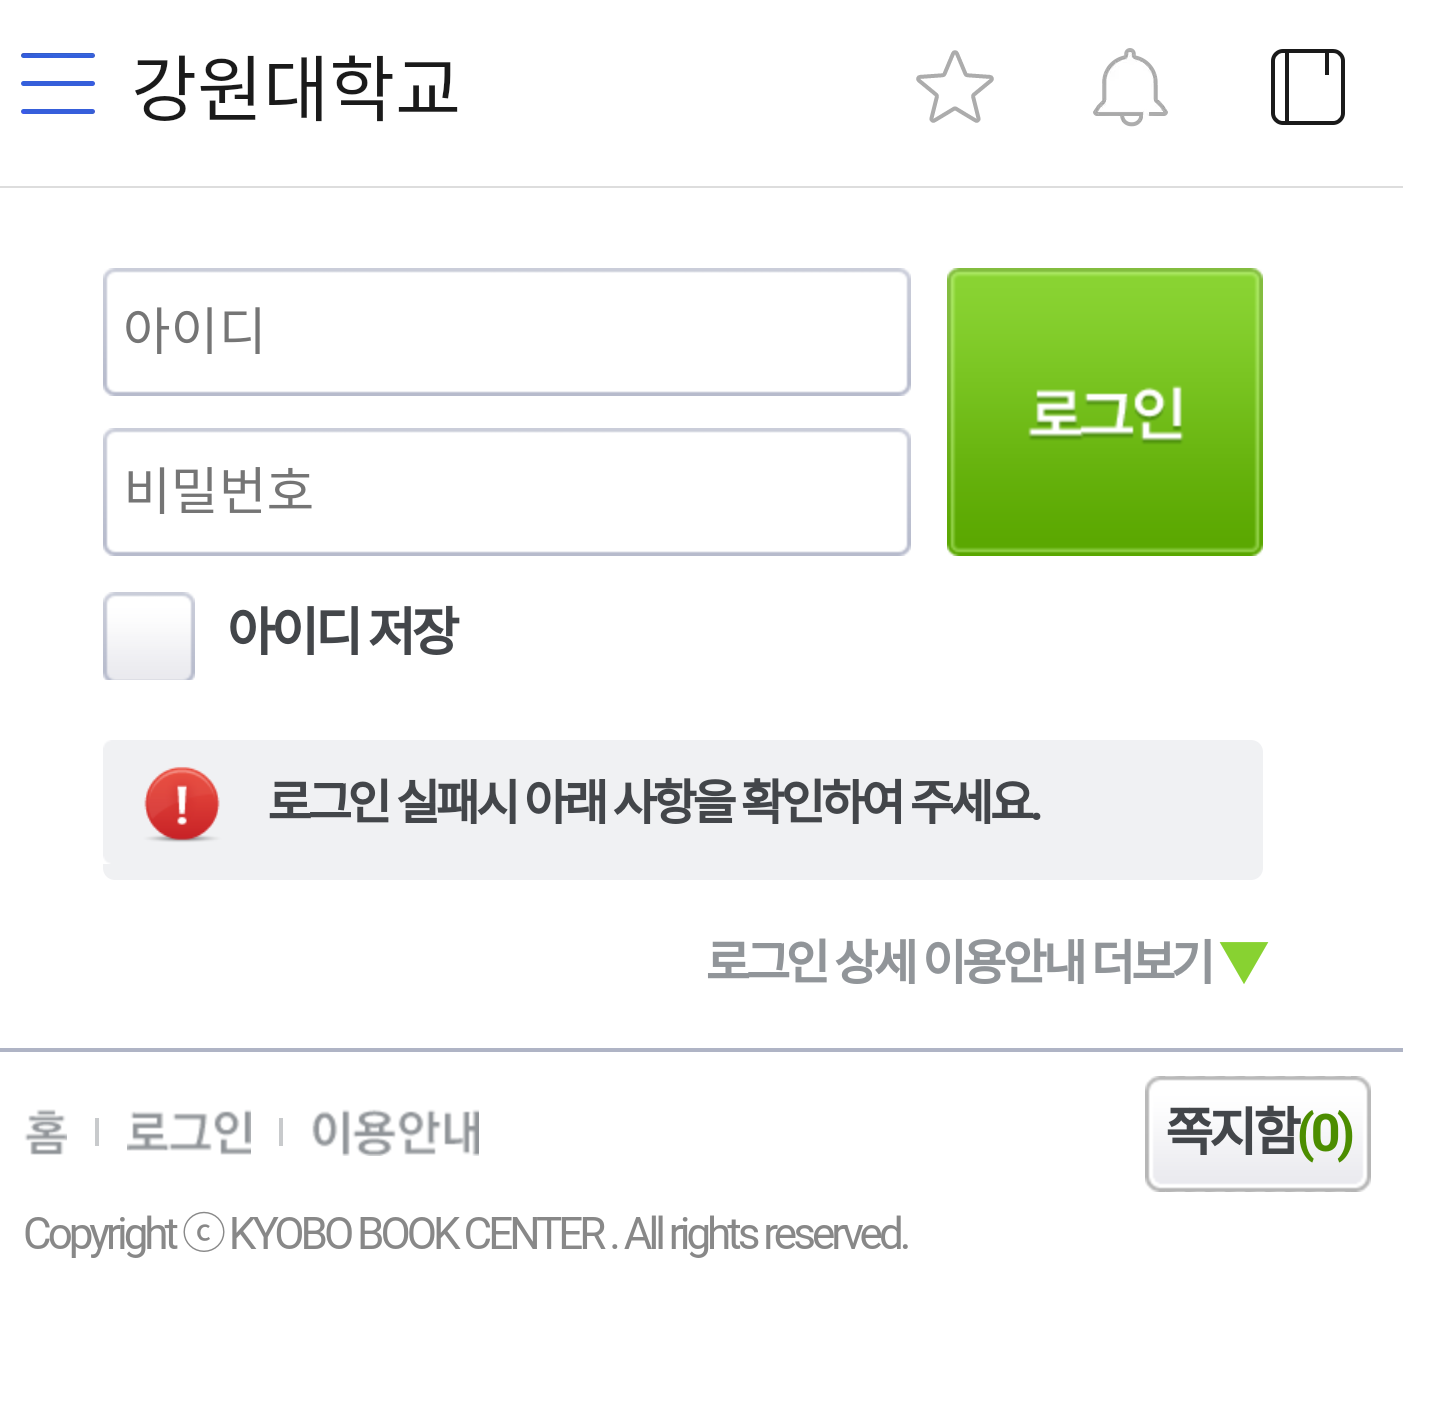 강원대학교
아이디
로그인
비밀번호
아이디 저장
로그인 실패시 아래 사항을 확인하여 주세요.
로그인 상세 이용안내 더보기▼
홈 | 로그인 | 이용안내
쪽지함(0)
Copyright ⓒ KYOBO BOOK CENTER . All rights reserved.